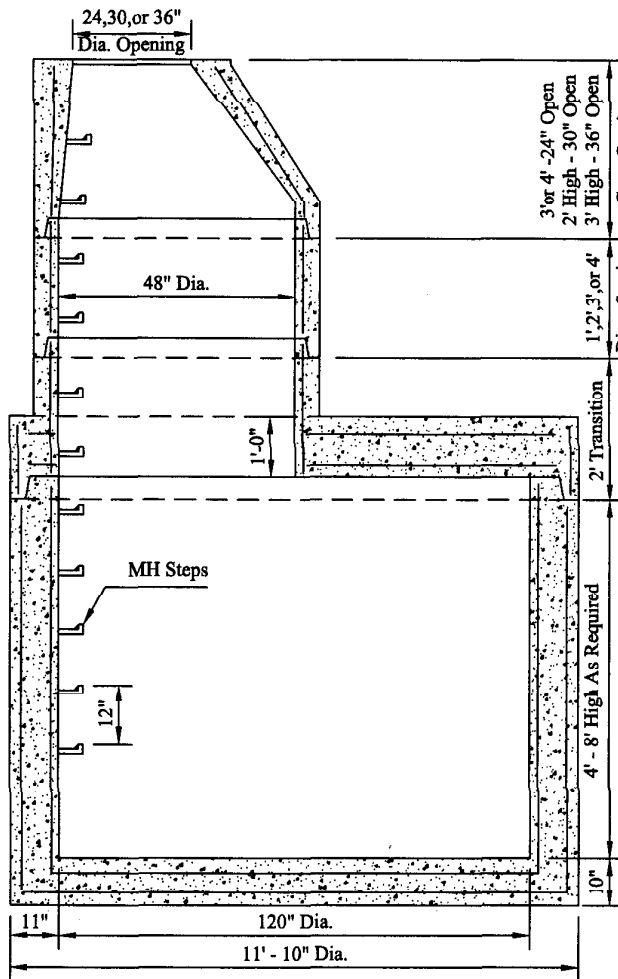 24,30,or 36"
Dia. Opening
3'or 4' -24" Open
2' High - 30" Open
3' High - 36" Open
48" Dia.
1',2',3',or 4'
1'-0"
2' Transition
MH Steps
12"
4' - 8' High As Required
10"
11"
120" Dia.
11' - 10" Dia.